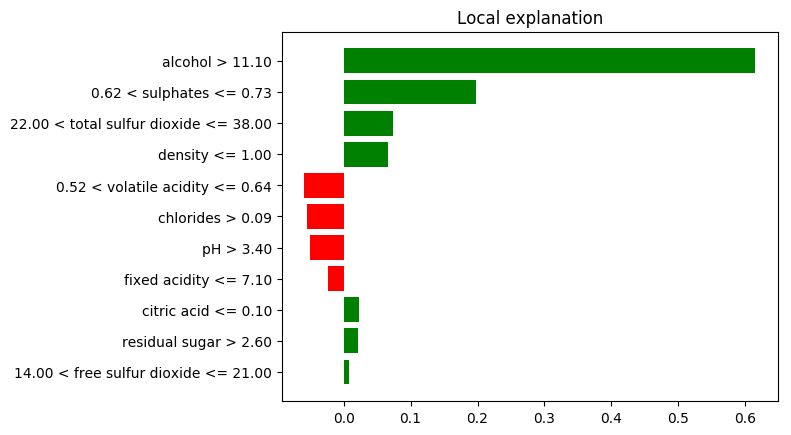 Local explanation
alcohol > 11.10
0.62 < sulphates <= 0.73
22.00 < total sulfur dioxide <= 38.00
density <= 1.00
0.52 < volatile acidity <= 0.64
chlorides > 0.09
pH > 3.40
fixed acidity <= 7.10
citric acid <= 0.10
residual sugar > 2.60
14.00 < free sulfur dioxide <= 21.00
0.0 0.1 0.2 0.3 0.4 0.5 0.6